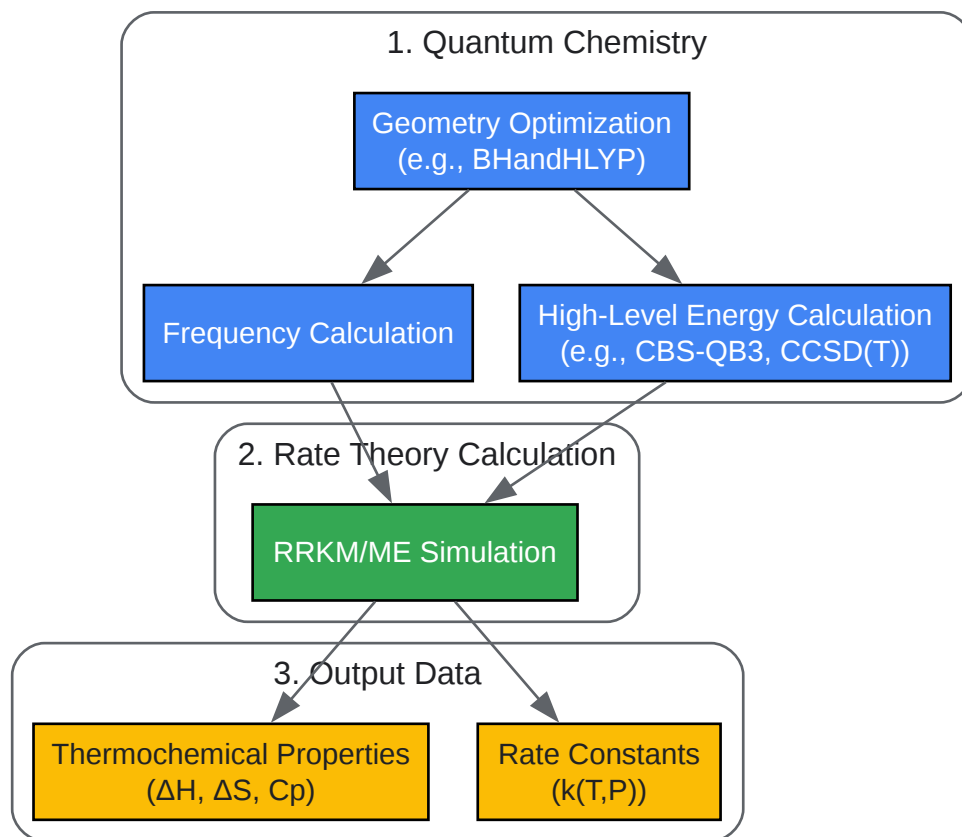 1. Quantum Chemistry
Geometry Optimization
(e.g., BHandHLYP)
Frequency Calculation
High-Level Energy Calculation
(e.g., CBS-QB3, CCSD(T))
2. Rate Theory Calculation
RRKM/ME Simulation
3. Output Data
Thermochemical Properties
(ΔH, ΔS, Cp)
Rate Constants
(k(T,P))